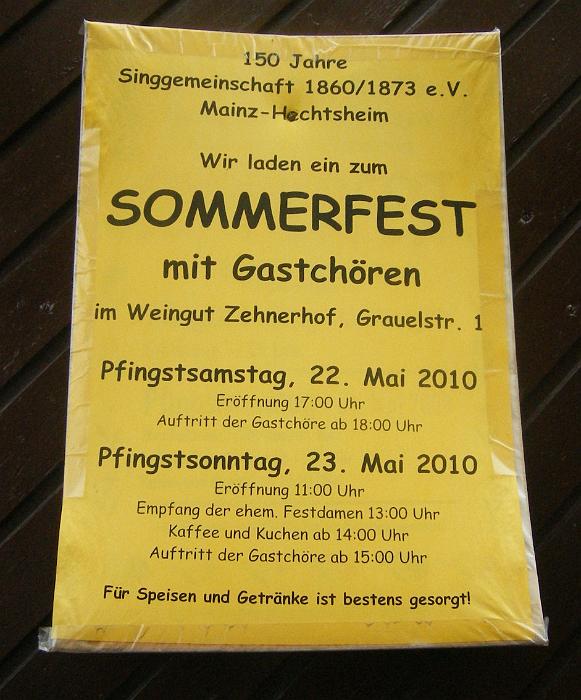 150 Jahre
Singgemeinschaft 1860/1873 e.V.
Mainz-Hechtsheim
Wir laden ein zum
SOMMERFEST
mit Gastchören
im Weingut Zehnerhof, Grauelstr. 1
Pfingstsamstag, 22. Mai 2010
Eröffnung 17:00 Uhr
Auftritt der Gastchöre ab 18:00 Uhr
Pfingstsonntag, 23. Mai 2010
Eröffnung 11:00 Uhr
Empfang der ehem. Festdamen 13:00 Uhr
Kaffee und Kuchen ab 14:00 Uhr
Auftritt der Gastchöre ab 15:00 Uhr
Für Speisen und Getränke ist bestens gesorgt!